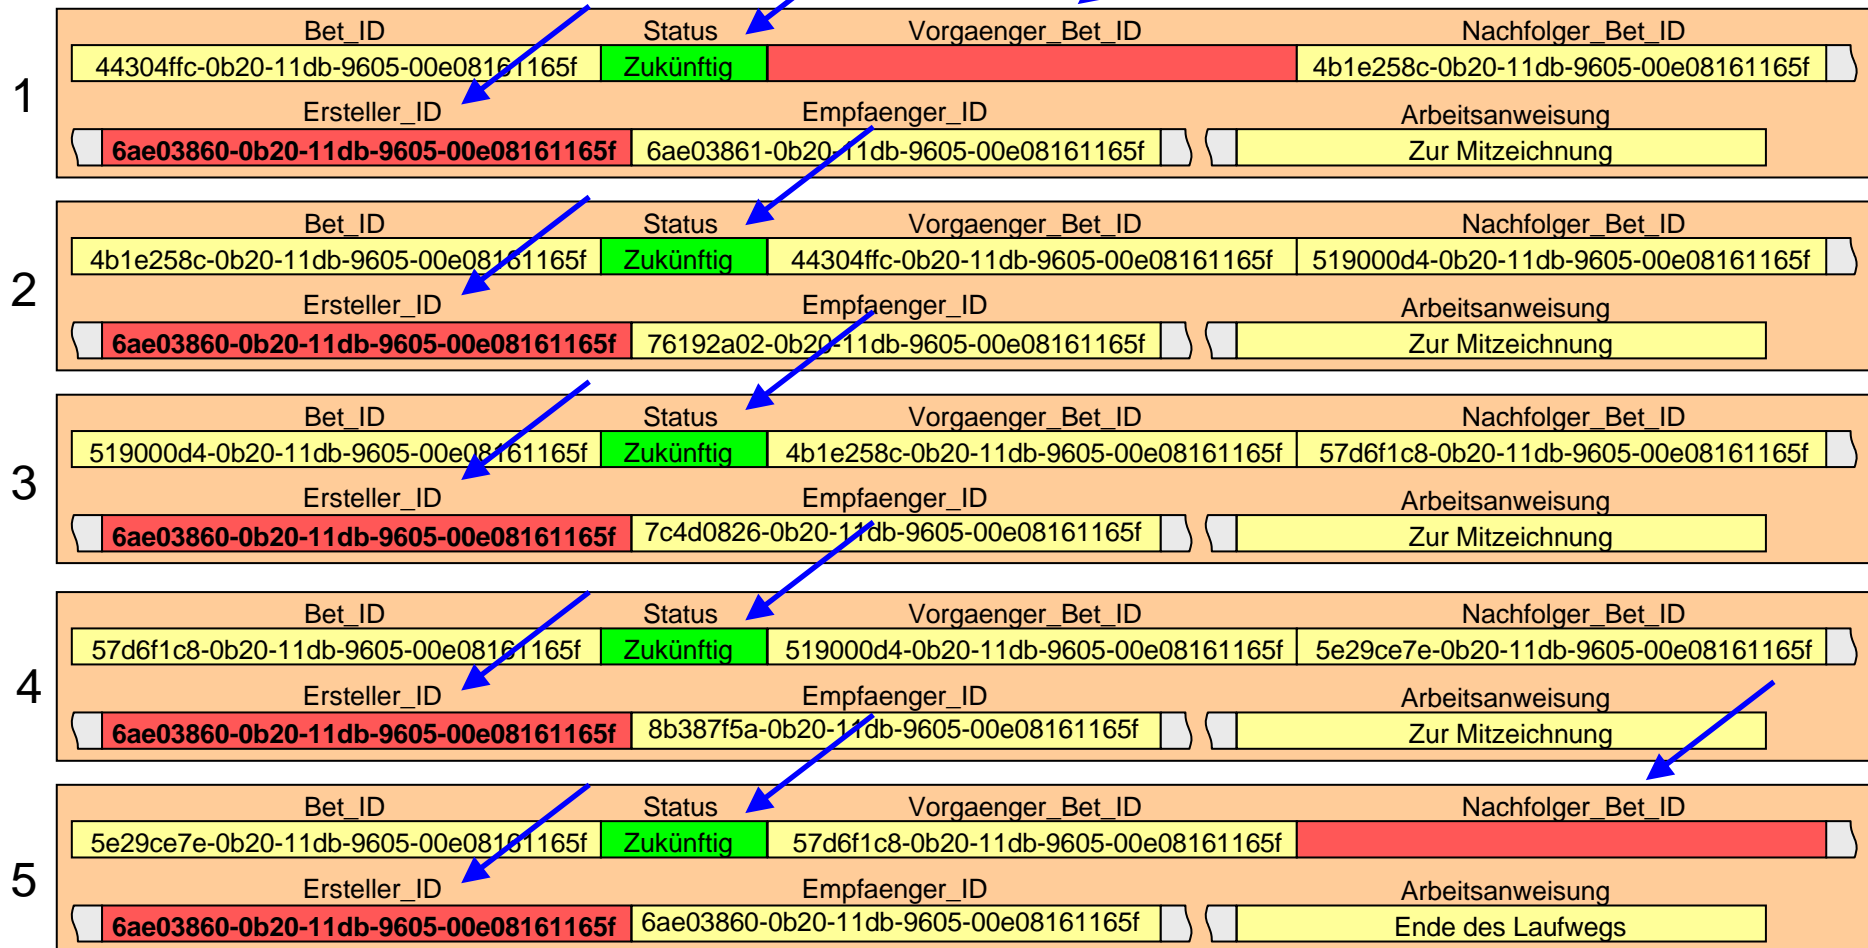 Bet_ID Status Vorgaenger_Bet_ID Nachfolger_Bet_ID
44304ffc-0b20-11db-9605-00e08161165f Zukünftig 4b1e258c-0b20-11db-9605-00e08161165f
1
Ersteller_ID Empfaenger_ID Arbeitsanweisung
6ae03860-0b20-11db-9605-00e08161165f 6ae03861-0b20-11db-9605-00e08161165f Zur Mitzeichnung
Bet_ID Status Vorgaenger_Bet_ID Nachfolger_Bet_ID
4b1e258c-0b20-11db-9605-00e08161165f Zukünftig 44304ffc-0b20-11db-9605-00e08161165f 519000d4-0b20-11db-9605-00e08161165f
2
Ersteller_ID Empfaenger_ID Arbeitsanweisung
6ae03860-0b20-11db-9605-00e08161165f 76192a02-0b20-11db-9605-00e08161165f Zur Mitzeichnung
Bet_ID Status Vorgaenger_Bet_ID Nachfolger_Bet_ID
519000d4-0b20-11db-9605-00e08161165f Zukünftig 4b1e258c-0b20-11db-9605-00e08161165f 57d6f1c8-0b20-11db-9605-00e08161165f
3
Ersteller_ID Empfaenger_ID Arbeitsanweisung
6ae03860-0b20-11db-9605-00e08161165f 7c4d0826-0b20-11db-9605-00e08161165f Zur Mitzeichnung
Bet_ID Status Vorgaenger_Bet_ID Nachfolger_Bet_ID
57d6f1c8-0b20-11db-9605-00e08161165f Zukünftig 519000d4-0b20-11db-9605-00e08161165f 5e29ce7e-0b20-11db-9605-00e08161165f
4
Ersteller_ID Empfaenger_ID Arbeitsanweisung
6ae03860-0b20-11db-9605-00e08161165f 8b387f5a-0b20-11db-9605-00e08161165f Zur Mitzeichnung
Bet_ID Status Vorgaenger_Bet_ID Nachfolger_Bet_ID
5e29ce7e-0b20-11db-9605-00e08161165f Zukünftig 57d6f1c8-0b20-11db-9605-00e08161165f
5
Ersteller_ID Empfaenger_ID Arbeitsanweisung
6ae03860-0b20-11db-9605-00e08161165f 6ae03860-0b20-11db-9605-00e08161165f Ende des Laufwegs